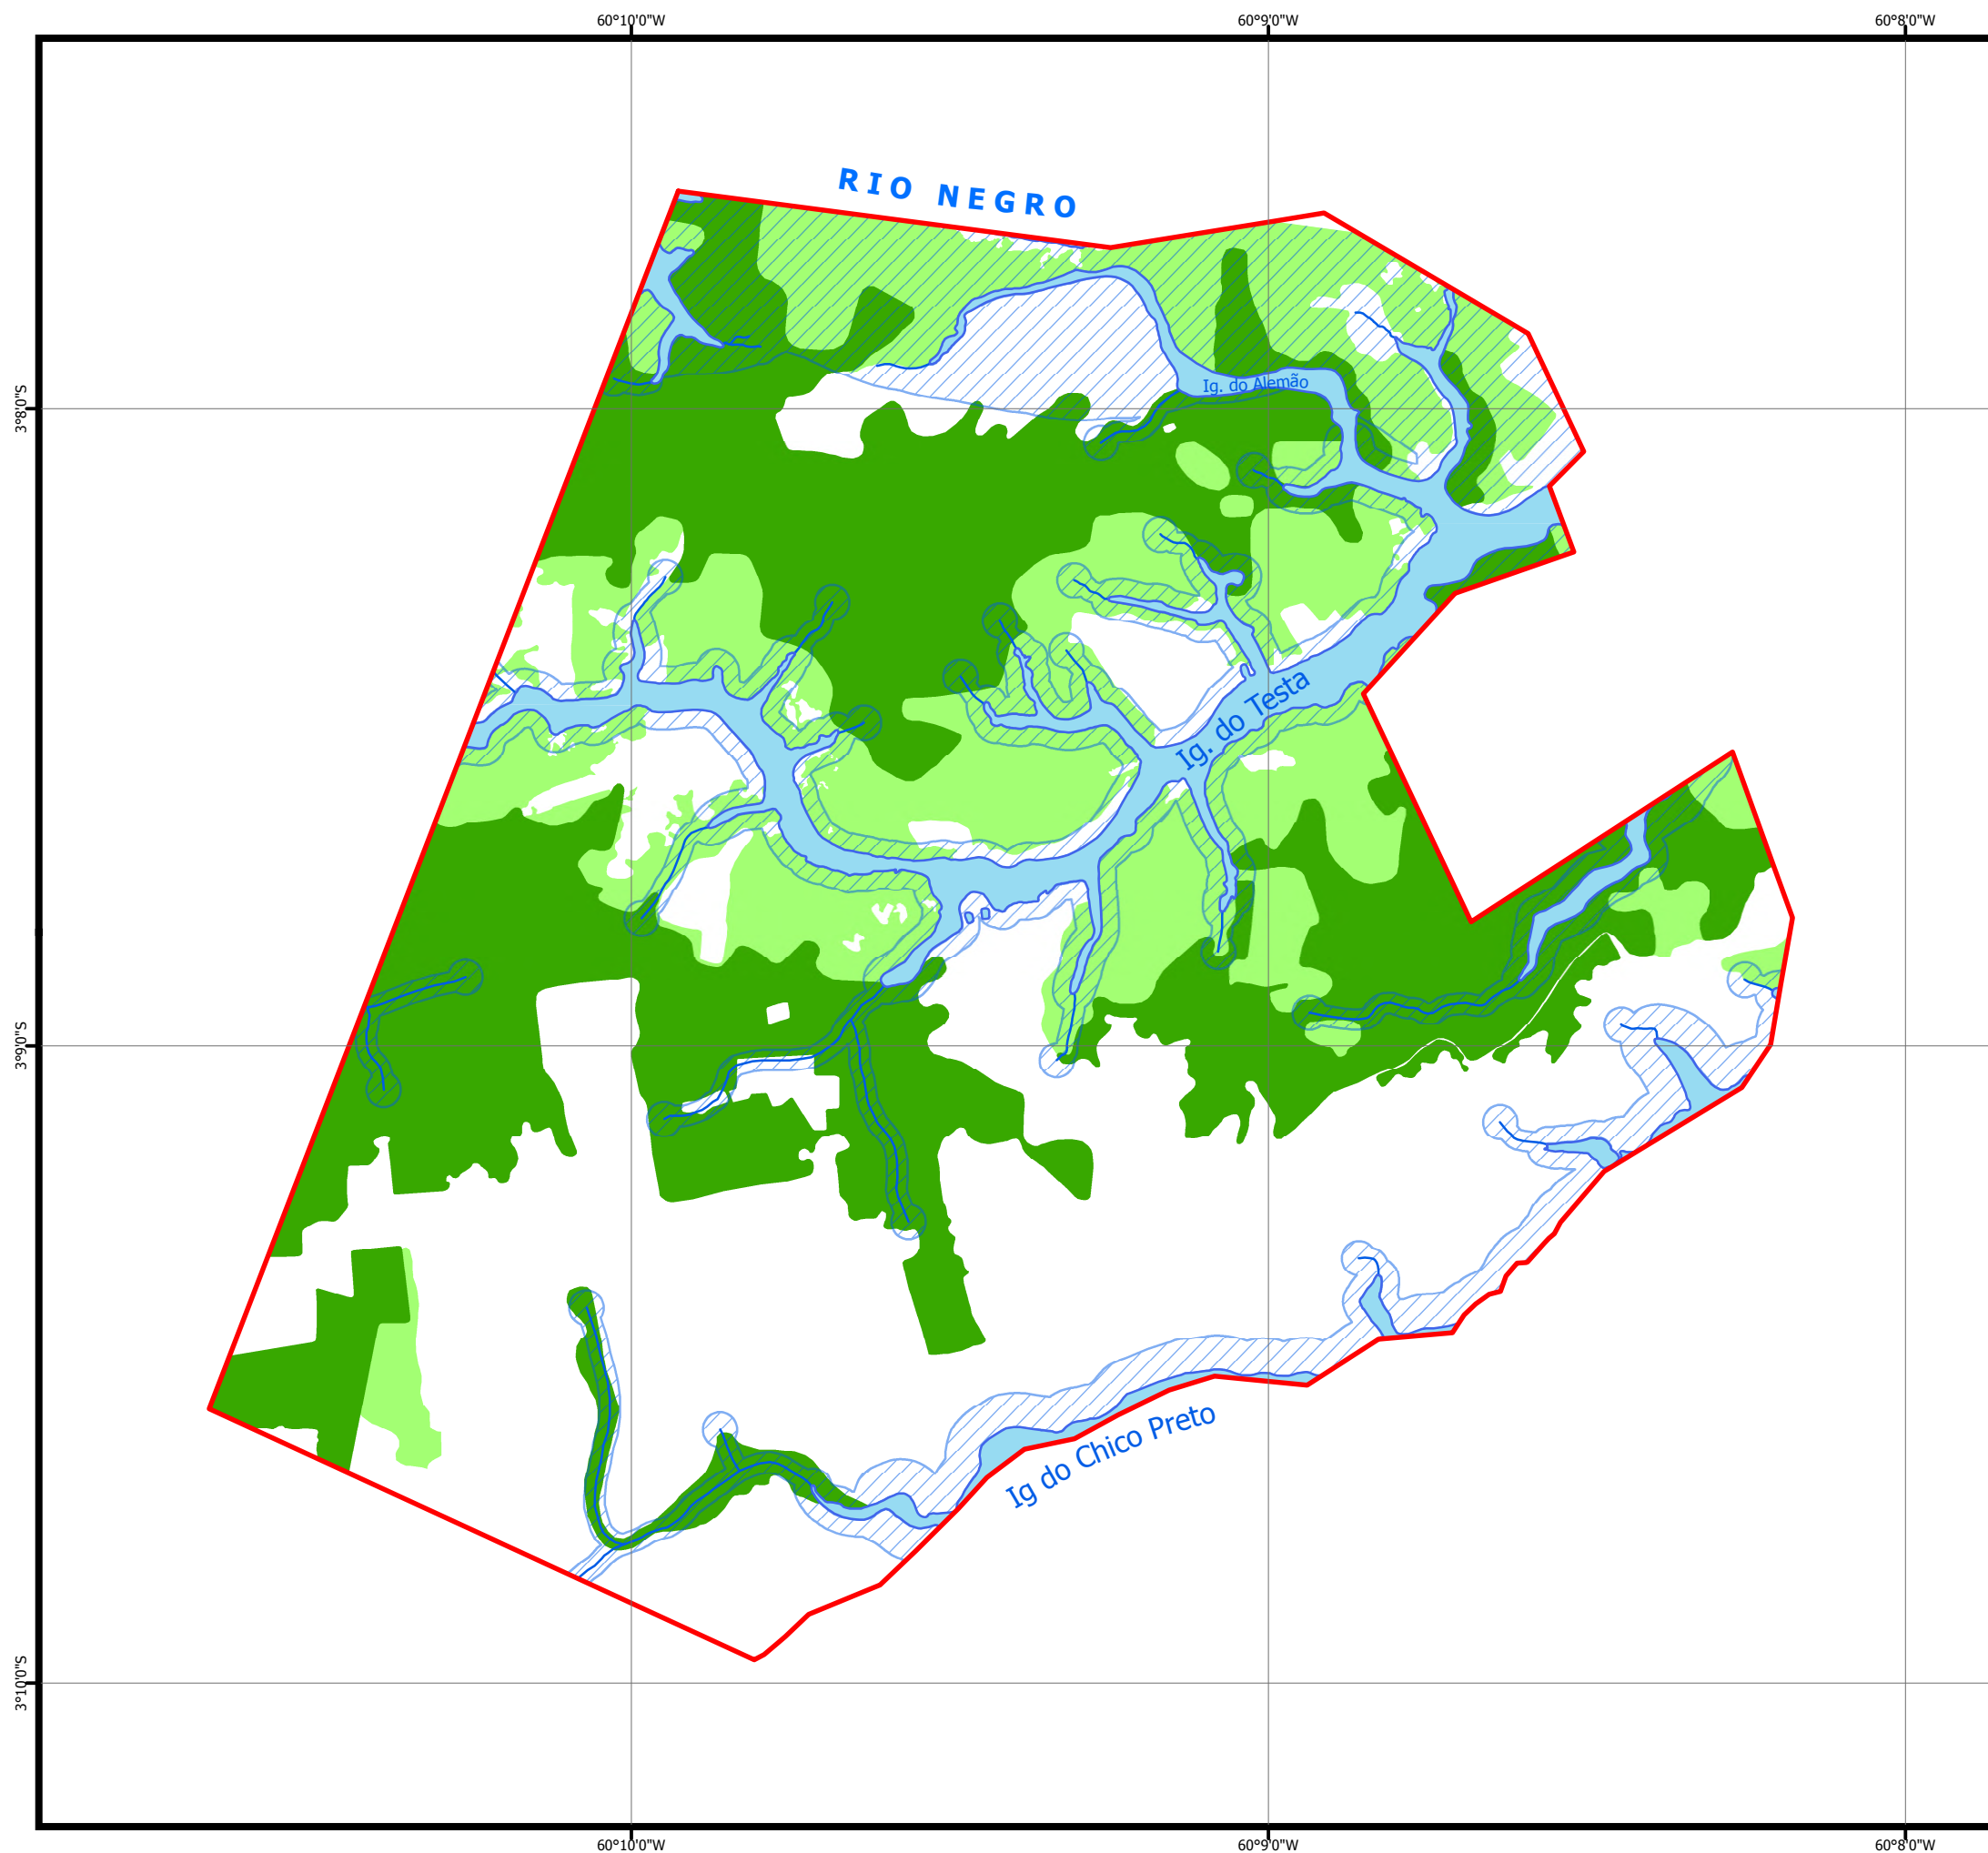 60°10'0"W 60°9'0"W 60°8'0"W
RIO NEGRO
Ig. do Alemão
3°8'0"S
Ig. do Testa
3°9'0"S
Ig do Chico Preto
3°10'0"S
60°10'0"W 60°9'0"W 60°8'0"W